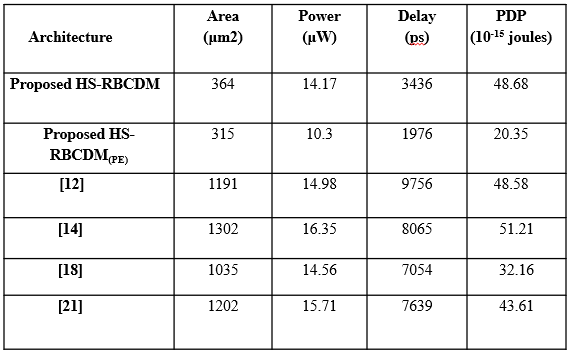 Architecture Area (μm2) Power (μW) Delay (ps) PDP (10-15 joules)
Proposed HS-RBCDM 364 14.17 3436 48.68
Proposed HS-RBCDM(PE) 315 10.3 1976 20.35
[12] 1191 14.98 9756 48.58
[14] 1302 16.35 8065 51.21
[18] 1035 14.56 7054 32.16
[21] 1202 15.71 7639 43.61